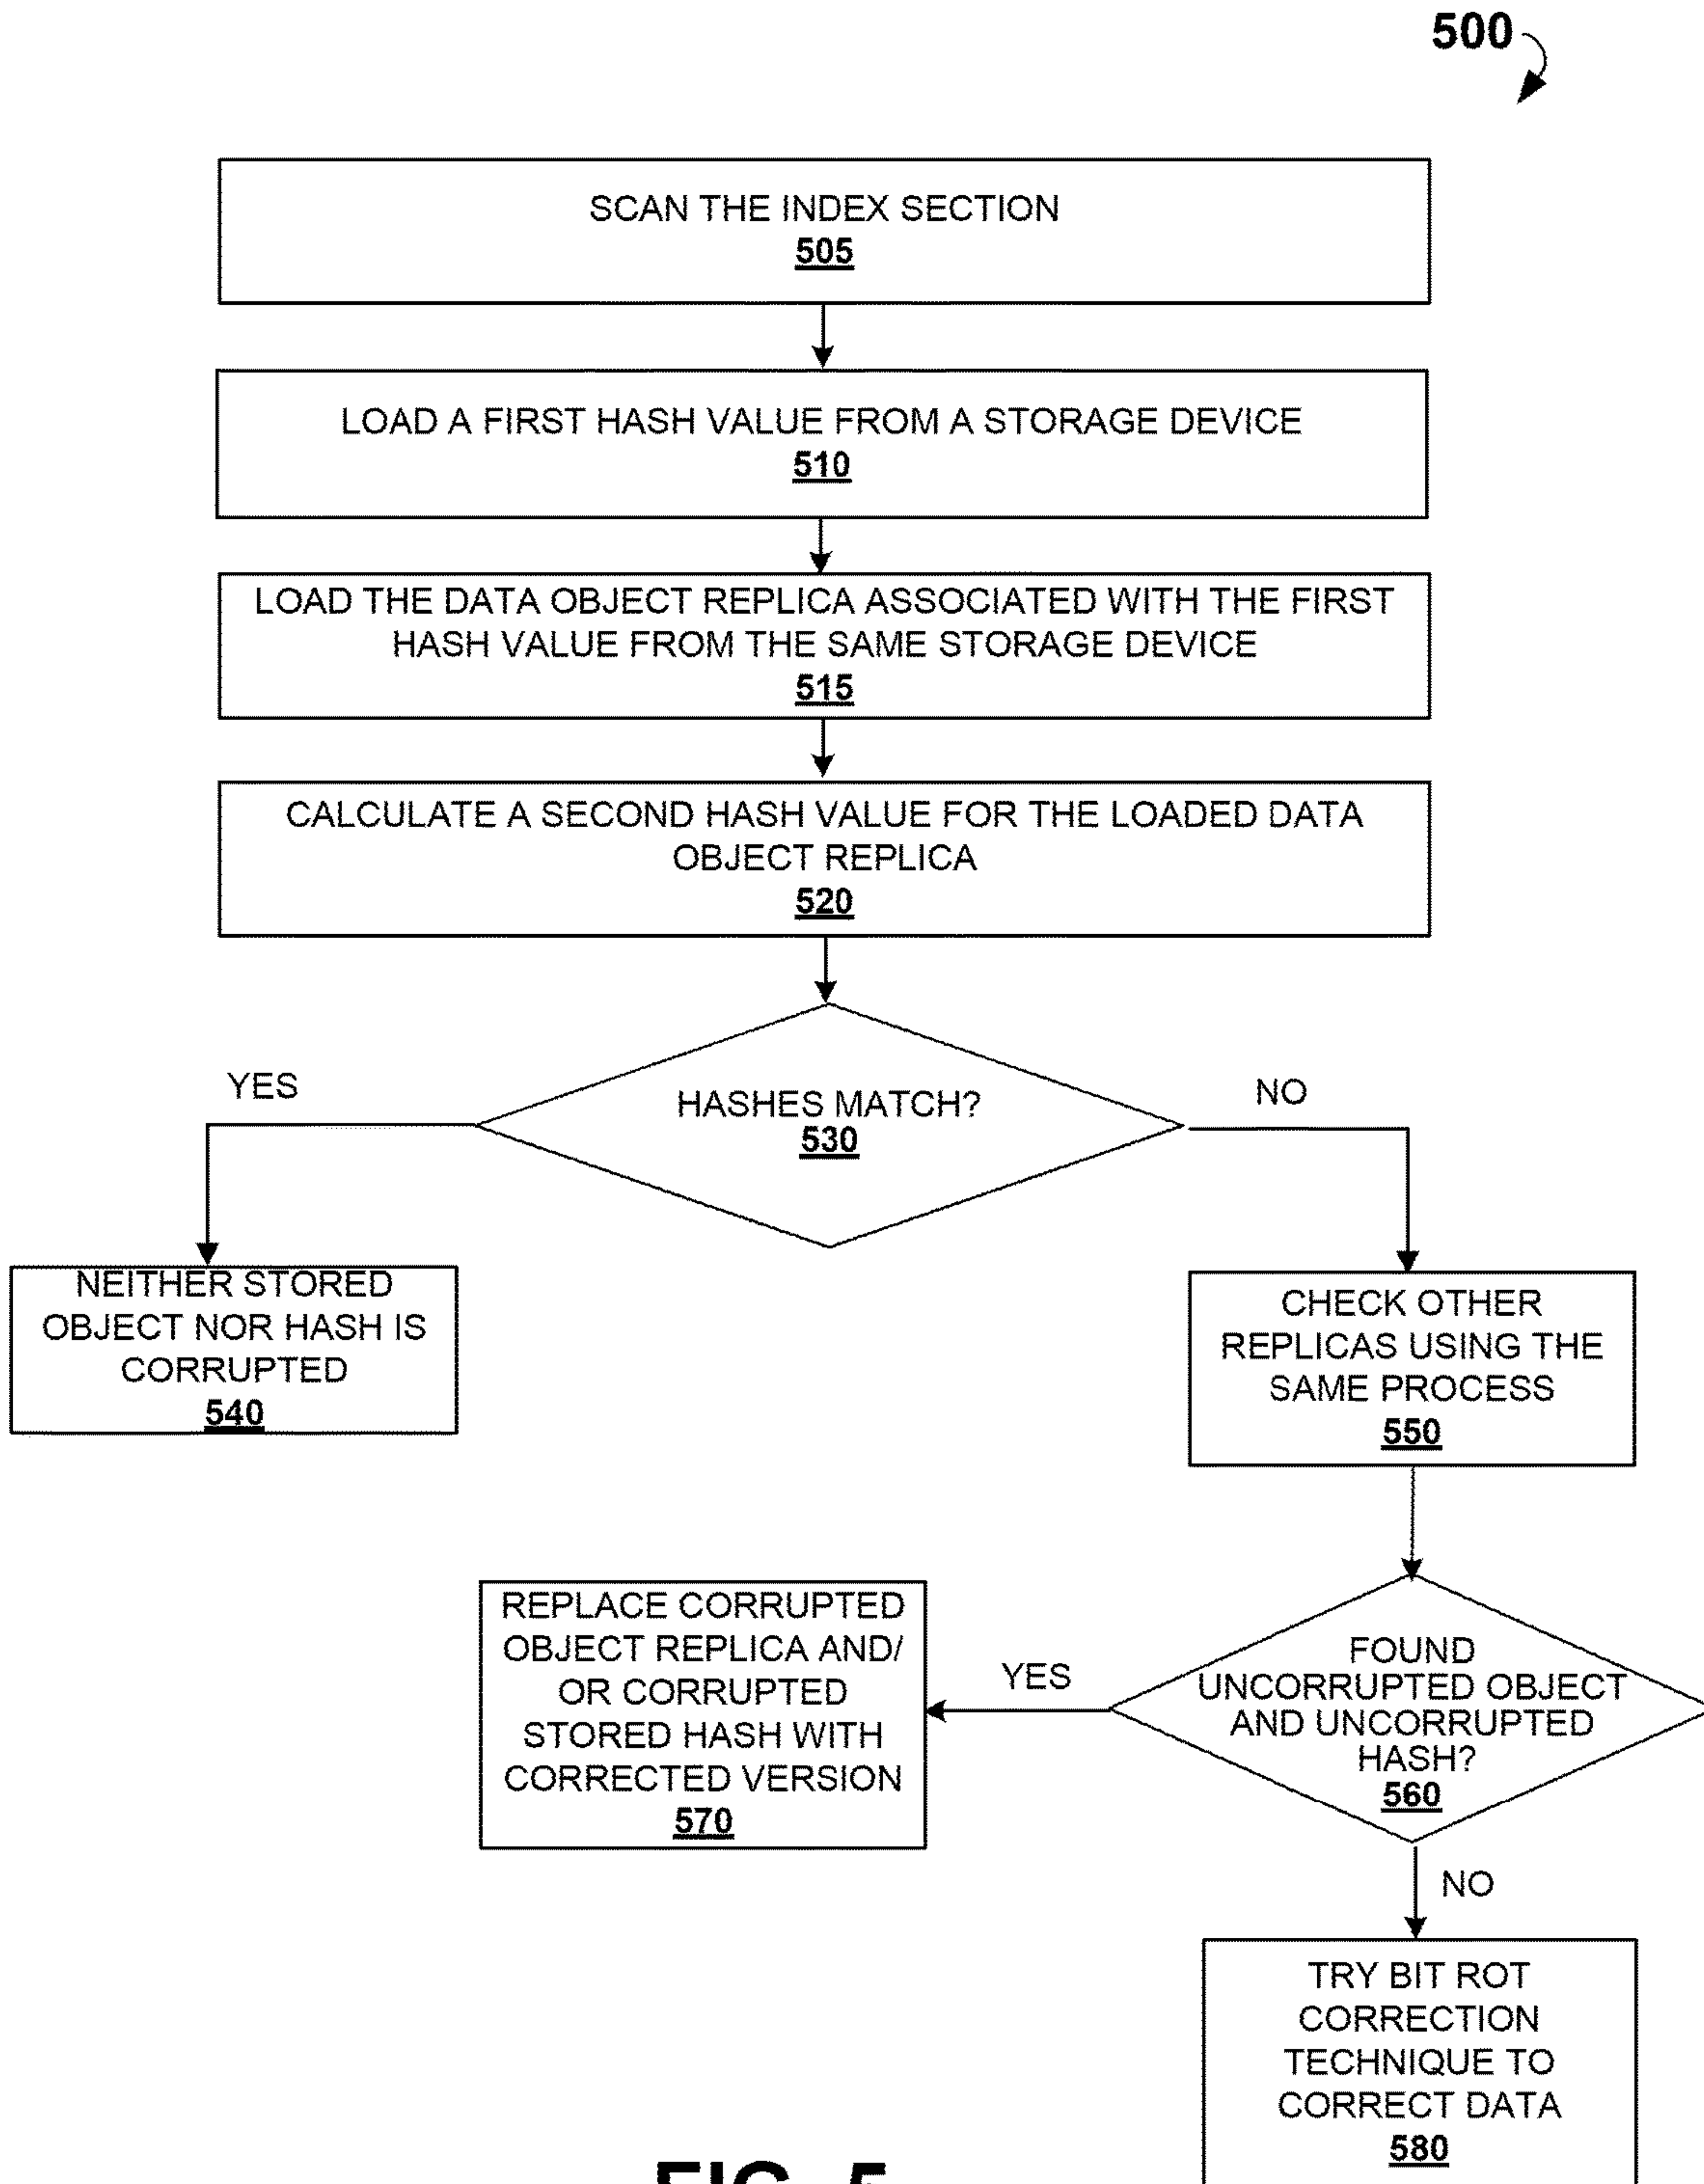 500
SCAN THE INDEX SECTION
505
LOAD A FIRST HASH VALUE FROM A STORAGE DEVICE
510
LOAD THE DATA OBJECT REPLICA ASSOCIATED WITH THE FIRST
HASH VALUE FROM THE SAME STORAGE DEVICE
515
CALCULATE A SECOND HASH VALUE FOR THE LOADED DATA
OBJECT REPLICA
520
HASHES MATCH?
530
YES
NO
NEITHER STORED
OBJECT NOR HASH IS
CORRUPTED
540
CHECK OTHER
REPLICAS USING THE
SAME PROCESS
550
FOUND
UNCORRUPTED OBJECT
AND UNCORRUPTED
HASH?
560
YES
REPLACE CORRUPTED
OBJECT REPLICA AND/
OR CORRUPTED
STORED HASH WITH
CORRECTED VERSION
570
NO
TRY BIT ROT
CORRECTION
TECHNIQUE TO
CORRECT DATA
580
FIG. 5